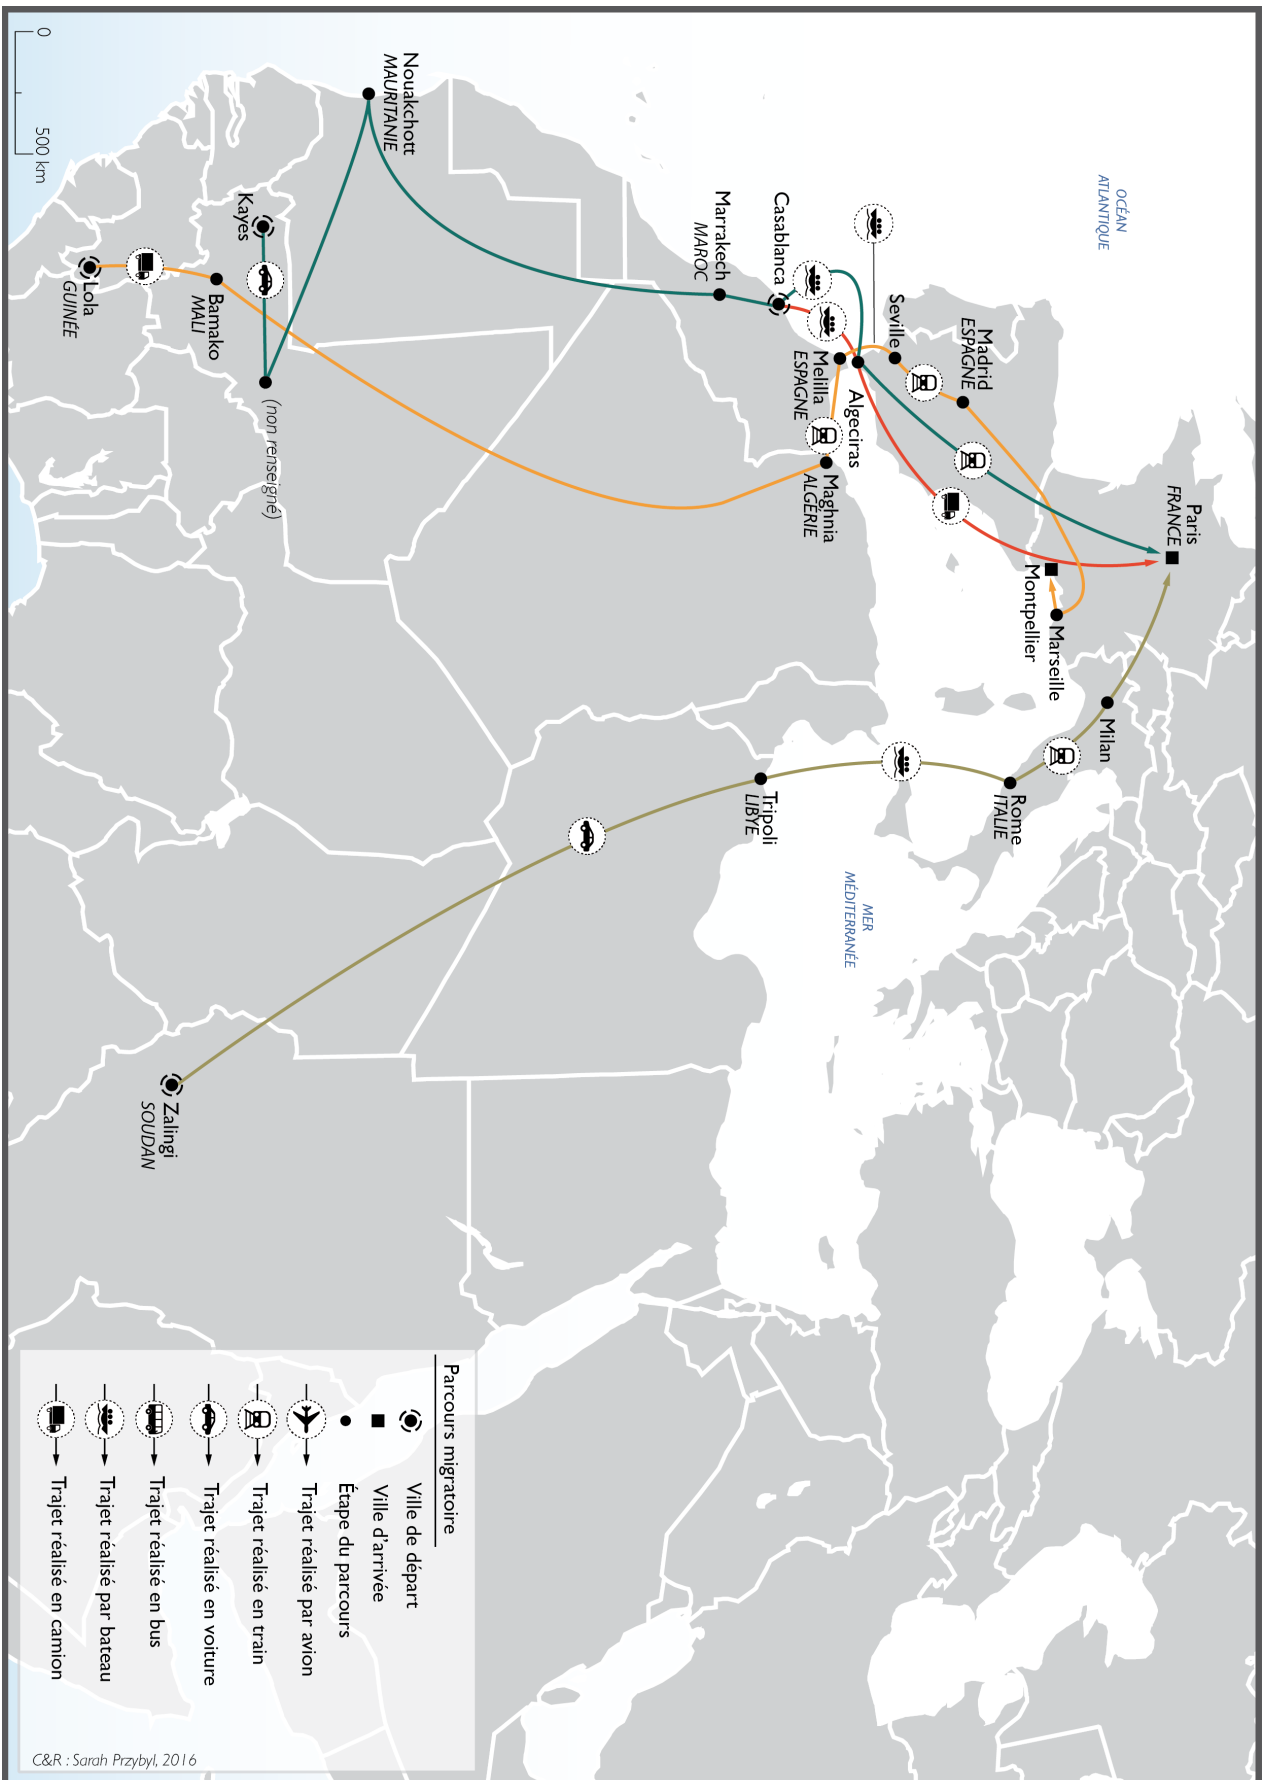 OCÉAN
ATLANTIQUE
Paris
FRANCE
Montpellier
Marseille
Milan
Rome
ITALIE
Madrid
ESPAGNE
Seville
Algeciras
Melilla
ESPAGNE
Maghnia
ALGÉRIE
Casablanca
Marrakech
MAROC
Tripoli
LIBYE
MER
MÉDITERRANÉE
Nouakchott
MAURITANIE
Kayes
(non renseigné)
Bamako
MALI
Lola
GUINÉE
Zalingi
SOUDAN
0
500 km
Parcours migratoire
Ville de départ
Ville d'arrivée
Étape du parcours
Trajet réalisé par avion
Trajet réalisé en train
Trajet réalisé en voiture
Trajet réalisé en bus
Trajet réalisé par bateau
Trajet réalisé en camion
C&R : Sarah Przybyl, 2016